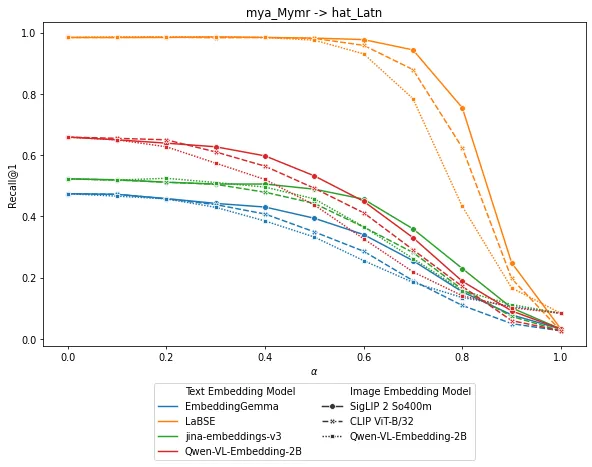 mya_Mymr -> hat_Latn
1.0
0.8
0.6
0.4
0.2
0.0
Recall@1
0.0 0.2 0.4 0.6 0.8 1.0
α
Text Embedding Model Image Embedding Model
EmbeddingGemma SigLIP 2 So400m
LaBSE CLIP ViT-B/32
jina-embeddings-v3 Qwen-VL-Embedding-2B
Qwen-VL-Embedding-2B